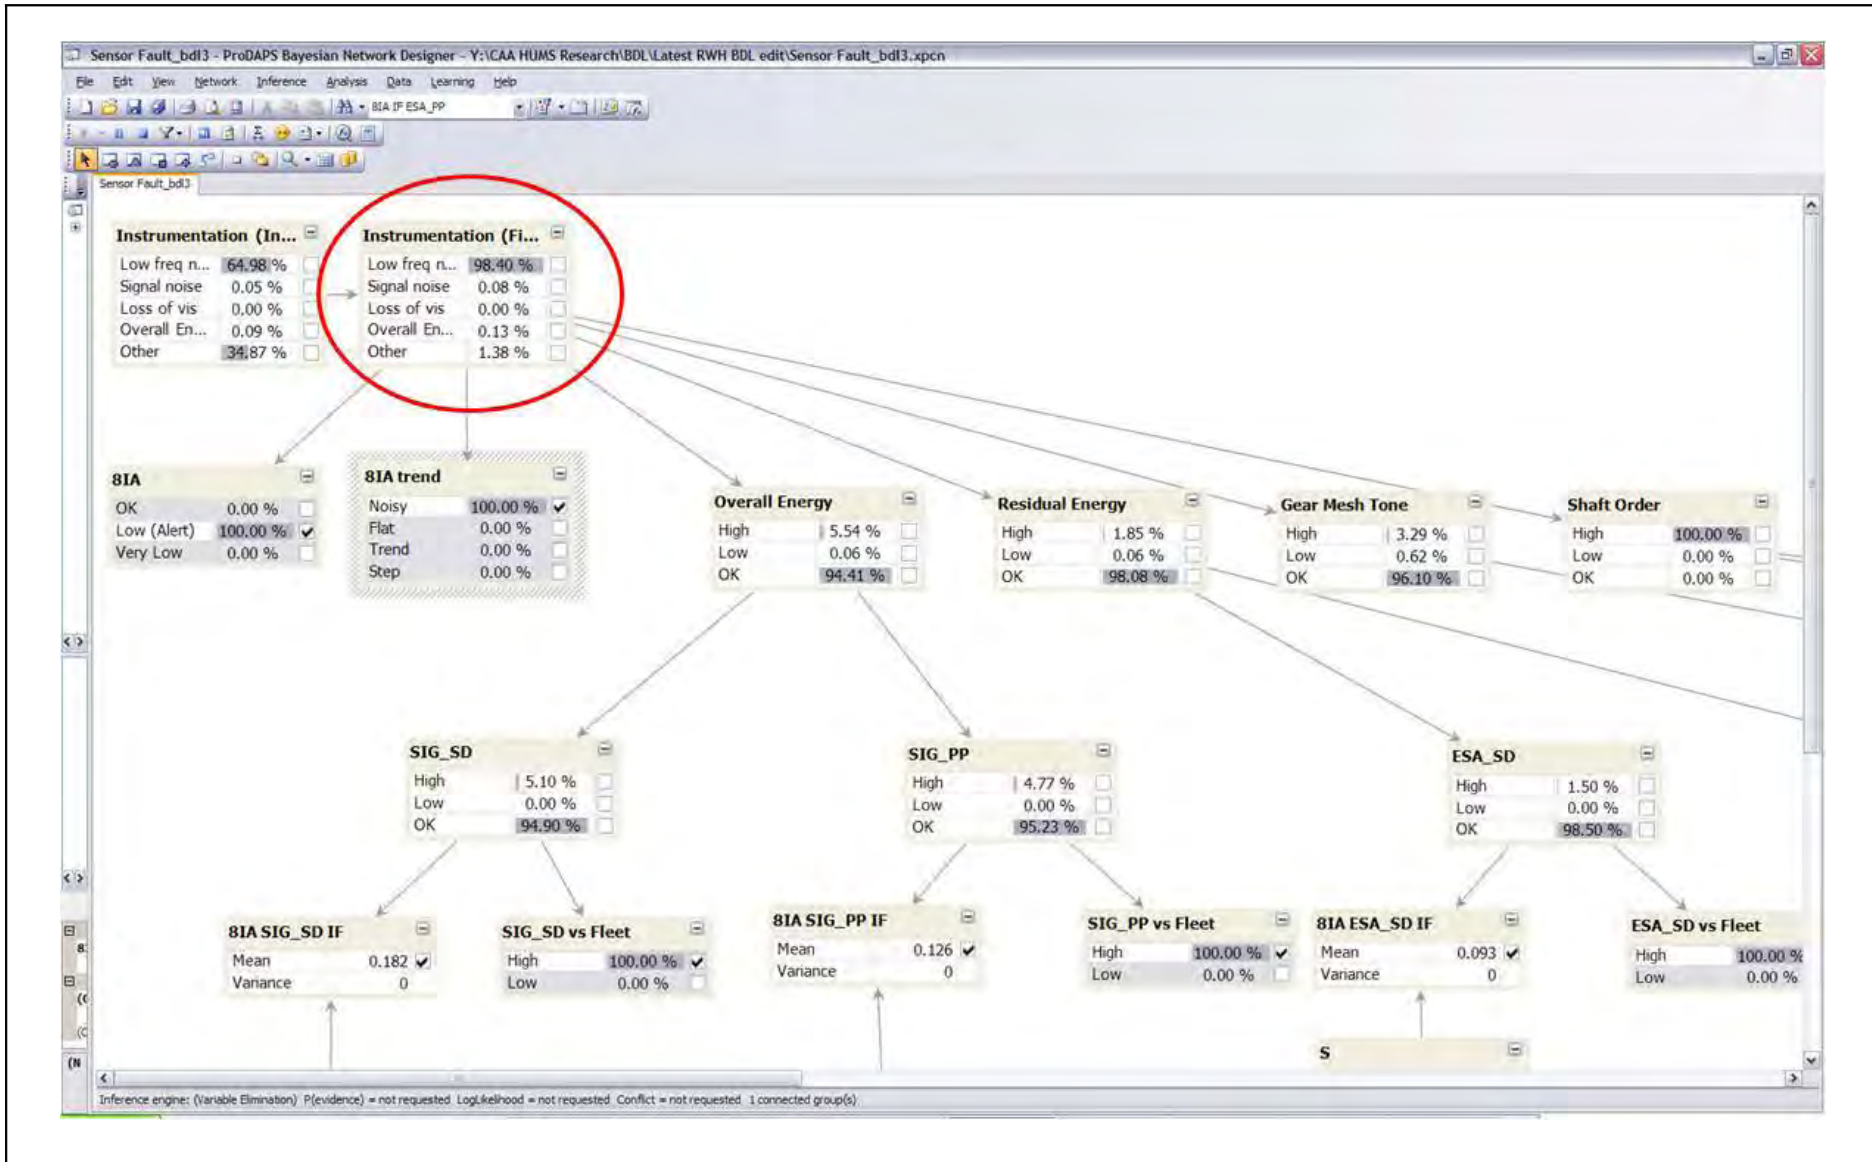 Sensor Fault_bdl3 - ProDAPS Bayesian Network Designer - Y:\CAA HUMS Research\BDL\Latest RWH BDL edit\Sensor Fault_bdl3.xpcn
File Edit View Network Inference Analysis Data Learning Help
8IA IF ESA_PP
Sensor Fault_bdl3
Instrumentation (In...
Low freq n... 64.98 %
Signal noise 0.05 %
Loss of vis 0.00 %
Overall En... 0.09 %
Other 34.87 %
Instrumentation (Fi...
Low freq n... 98.40 %
Signal noise 0.08 %
Loss of vis 0.00 %
Overall En... 0.13 %
Other 1.38 %
8IA
OK 0.00 %
Low (Alert) 100.00 %
Very Low 0.00 %
8IA trend
Noisy 100.00 %
Flat 0.00 %
Trend 0.00 %
Step 0.00 %
Overall Energy
High 5.54 %
Low 0.06 %
OK 94.41 %
Residual Energy
High 1.85 %
Low 0.06 %
OK 98.08 %
Gear Mesh Tone
High 3.29 %
Low 0.62 %
OK 96.10 %
Shaft Order
High 100.00 %
Low 0.00 %
OK 0.00 %
SIG_SD
High 5.10 %
Low 0.00 %
OK 94.90 %
SIG_PP
High 4.77 %
Low 0.00 %
OK 95.23 %
ESA_SD
High 1.50 %
Low 0.00 %
OK 98.50 %
8IA SIG_SD IF
Mean 0.182
Variance 0
SIG_SD vs Fleet
High 100.00 %
Low 0.00 %
8IA SIG_PP IF
Mean 0.126
Variance 0
SIG_PP vs Fleet
High 100.00 %
Low 0.00 %
8IA ESA_SD IF
Mean 0.093
Variance 0
ESA_SD vs Fleet
High 100.00 %
Low 0.00 %
S
8
(N
Inference engine: (Variable Elimination) P(evidence) = not requested LogLikelihood = not requested Conflict = not requested 1 connected group(s)